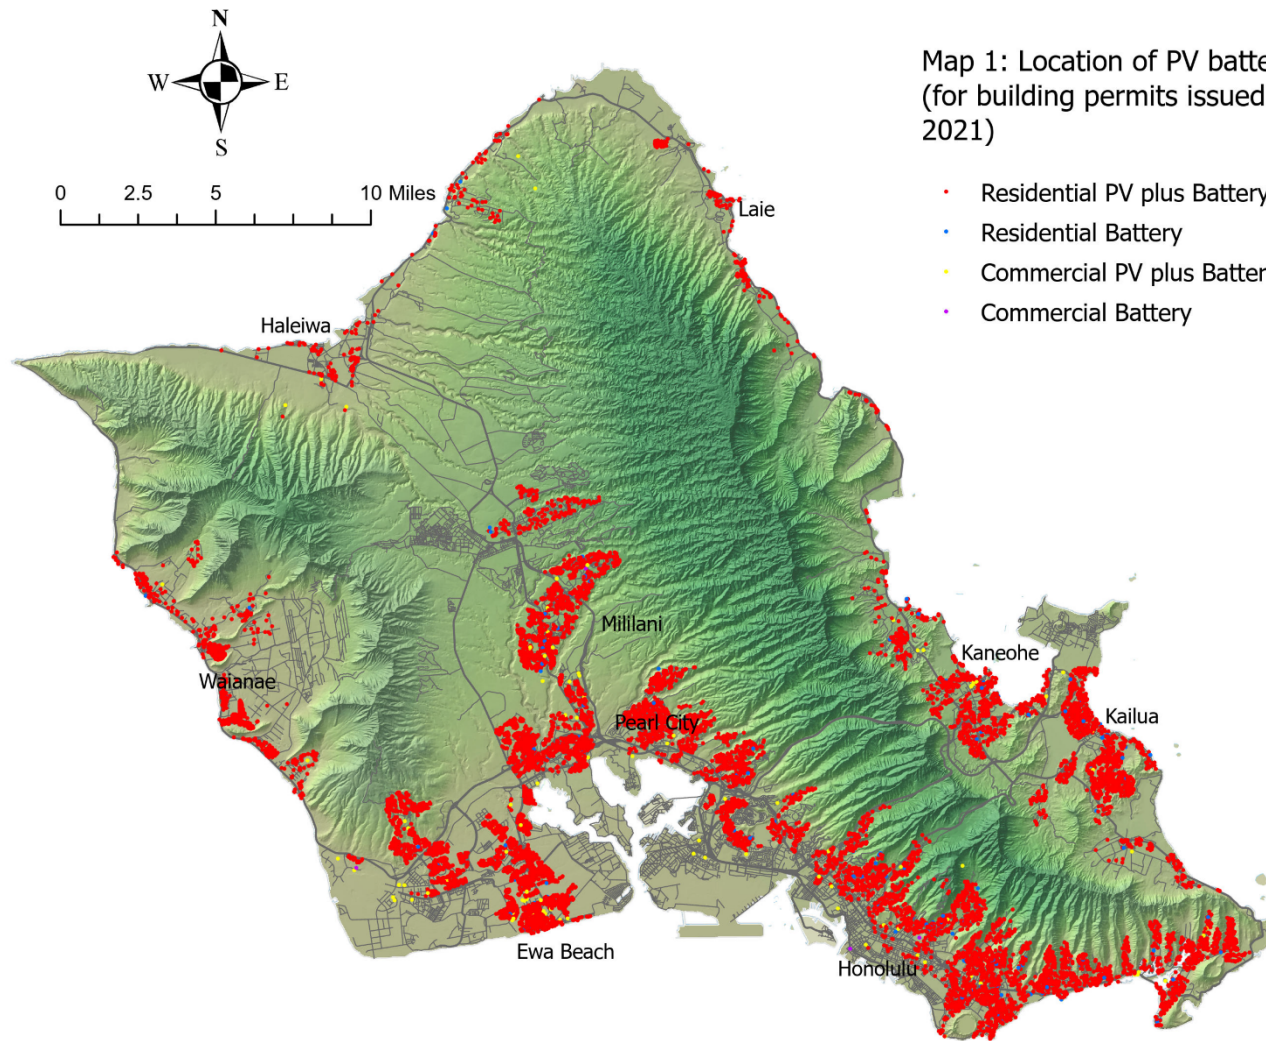 N
W E
S
0 2.5 5 10 Miles
Map 1: Location of PV
(for building permits issued
2021)
Residential PV plus Battery
Residential Battery
Commercial PV plus
Commercial Battery
Laie
Haleiwa
Mililani
Kaneohe
Waianae
Pearl City
Kailua
Ewa Beach
Honolulu